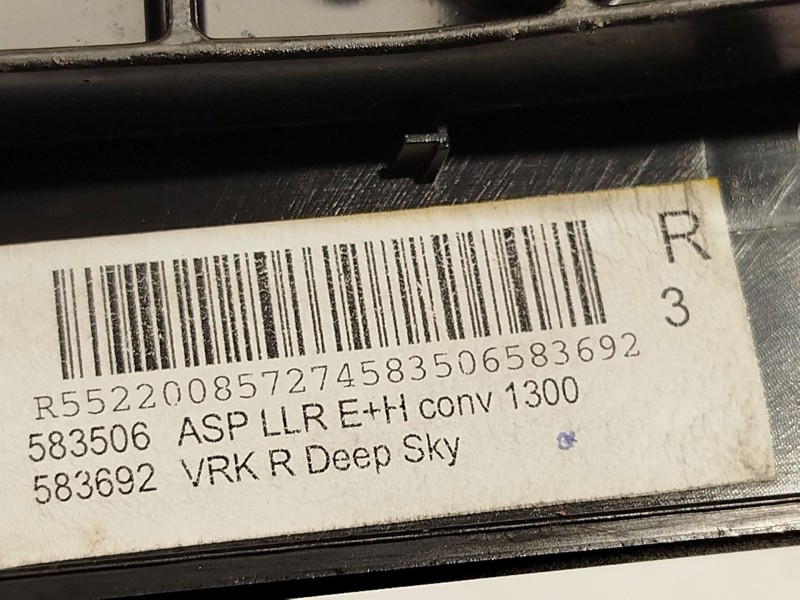 R
3
R5522008572745835065836​92
583506 ASP LLR E+H conv 1300
583692 VRK R Deep Sky